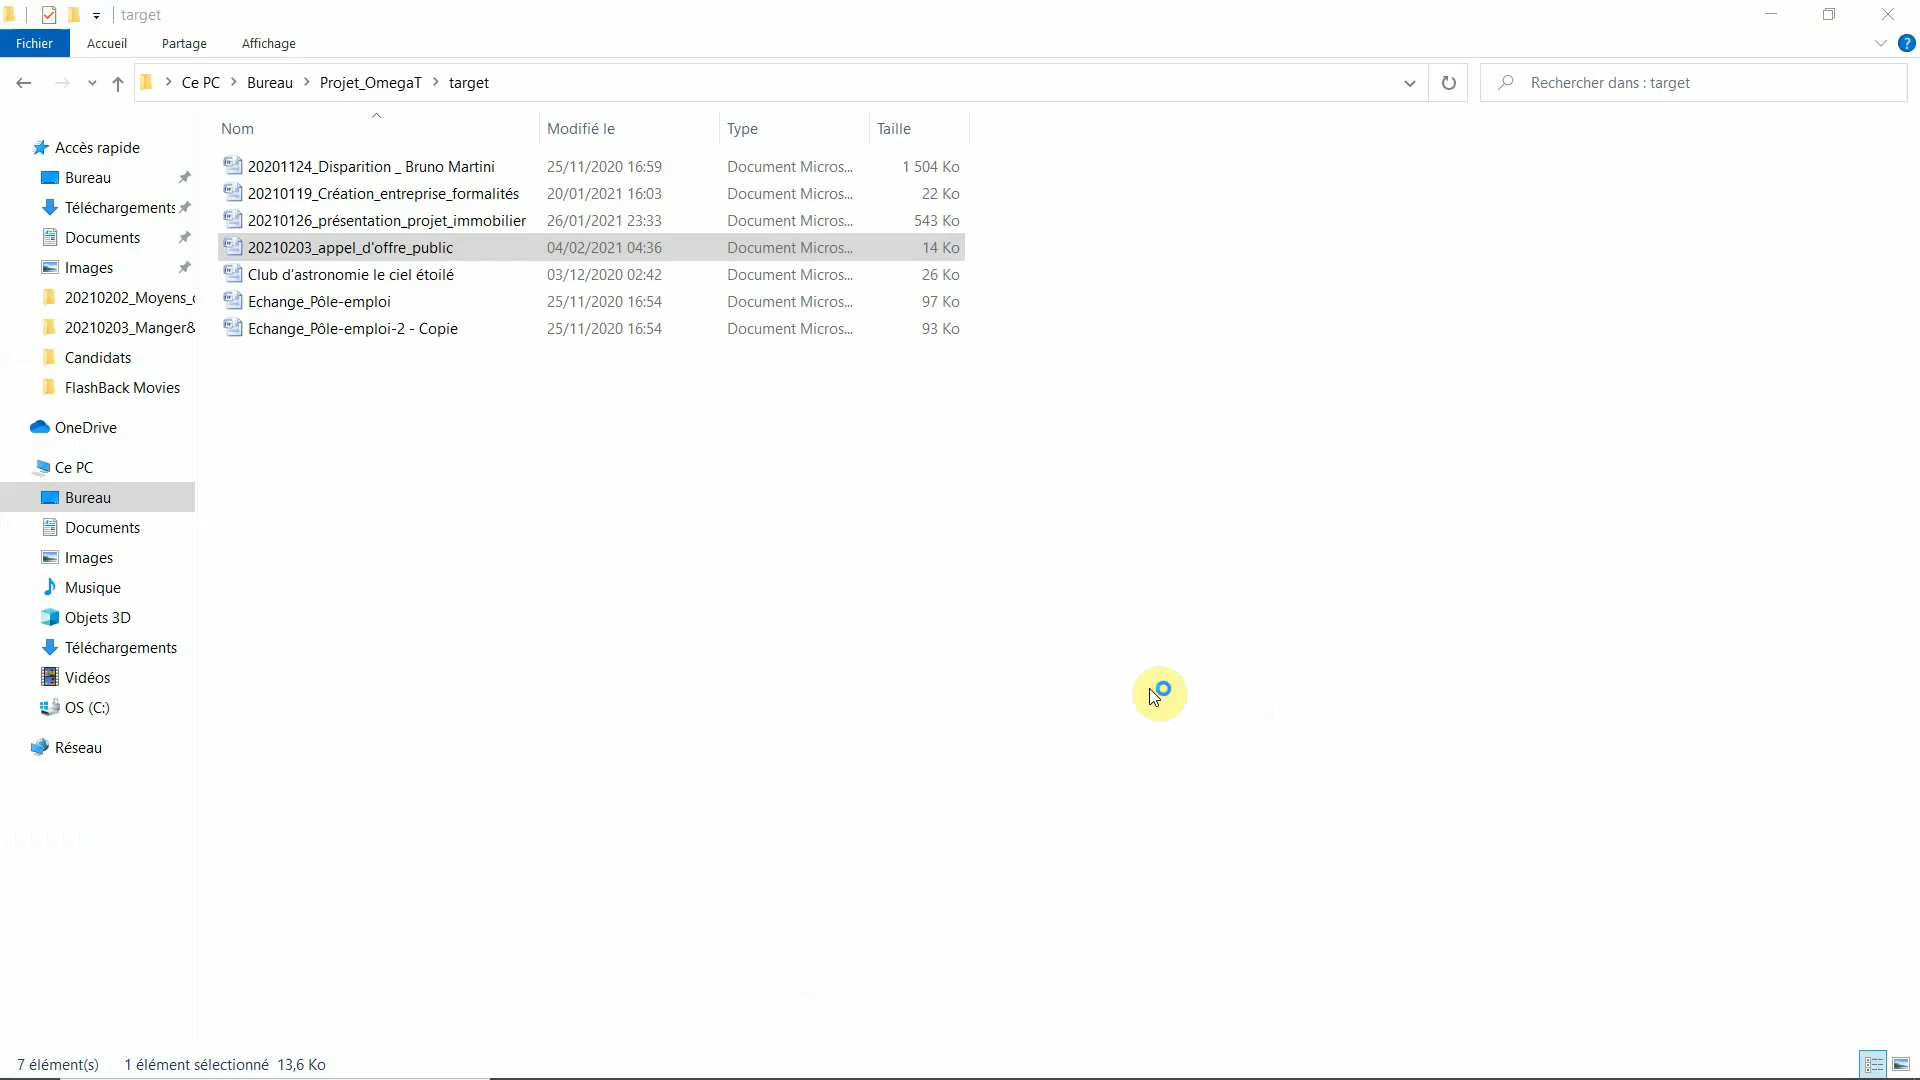 target
Fichier Accueil Partage Affichage
Ce PC Bureau Projet_OmegaT target Rechercher dans : target
Nom Modifié le Type Taille
20201124_Disparition _ Bruno Martini 25/11/2020 16:59 Document Micros... 1 504 Ko
20210119_Création_entreprise_formalités 20/01/2021 16:03 Document Micros... 22 Ko
20210126_présentation_projet_immobilier 26/01/2021 23:33 Document Micros... 543 Ko
20210203_appel_d'offre_public 04/02/2021 04:36 Document Micros... 14 Ko
Club d'astronomie le ciel étoilé 03/12/2020 02:42 Document Micros... 26 Ko
Echange_Pôle-emploi 25/11/2020 16:54 Document Micros... 97 Ko
Echange_Pôle-emploi-2 - Copie 25/11/2020 16:54 Document Micros... 93 Ko
Accès rapide
Bureau
Téléchargements
Documents
Images
20210202_Moyens_
20210203_Manger&
Candidats
FlashBack Movies
OneDrive
Ce PC
Bureau
Documents
Images
Musique
Objets 3D
Téléchargements
Vidéos
OS (C:)
Réseau
7 élément(s) 1 élément sélectionné 13,6 Ko